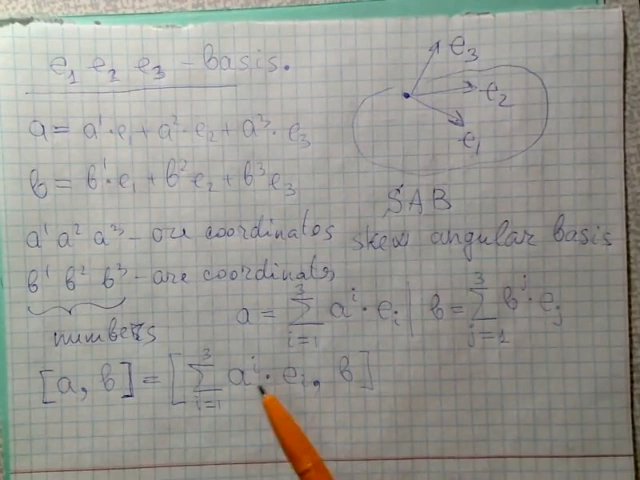 e₁ e₂ e₃ – basis.
e₃
e₂
e₁
a = a¹·e₁ + a²·e₂ + a³·e₃
b = b¹·e₁ + b²e₂ + b³e₃
SAB
skew angular basis
a¹ a² a³ – are coordinates
b¹ b² b³ – are coordinates
numbers
a = ∑³ᵢ₌₁ aⁱ·eᵢ | b = ∑³ⱼ₌₁ bʲ·eⱼ
[a, b] = [∑³ᵢ₌₁ aⁱ·eᵢ, b]